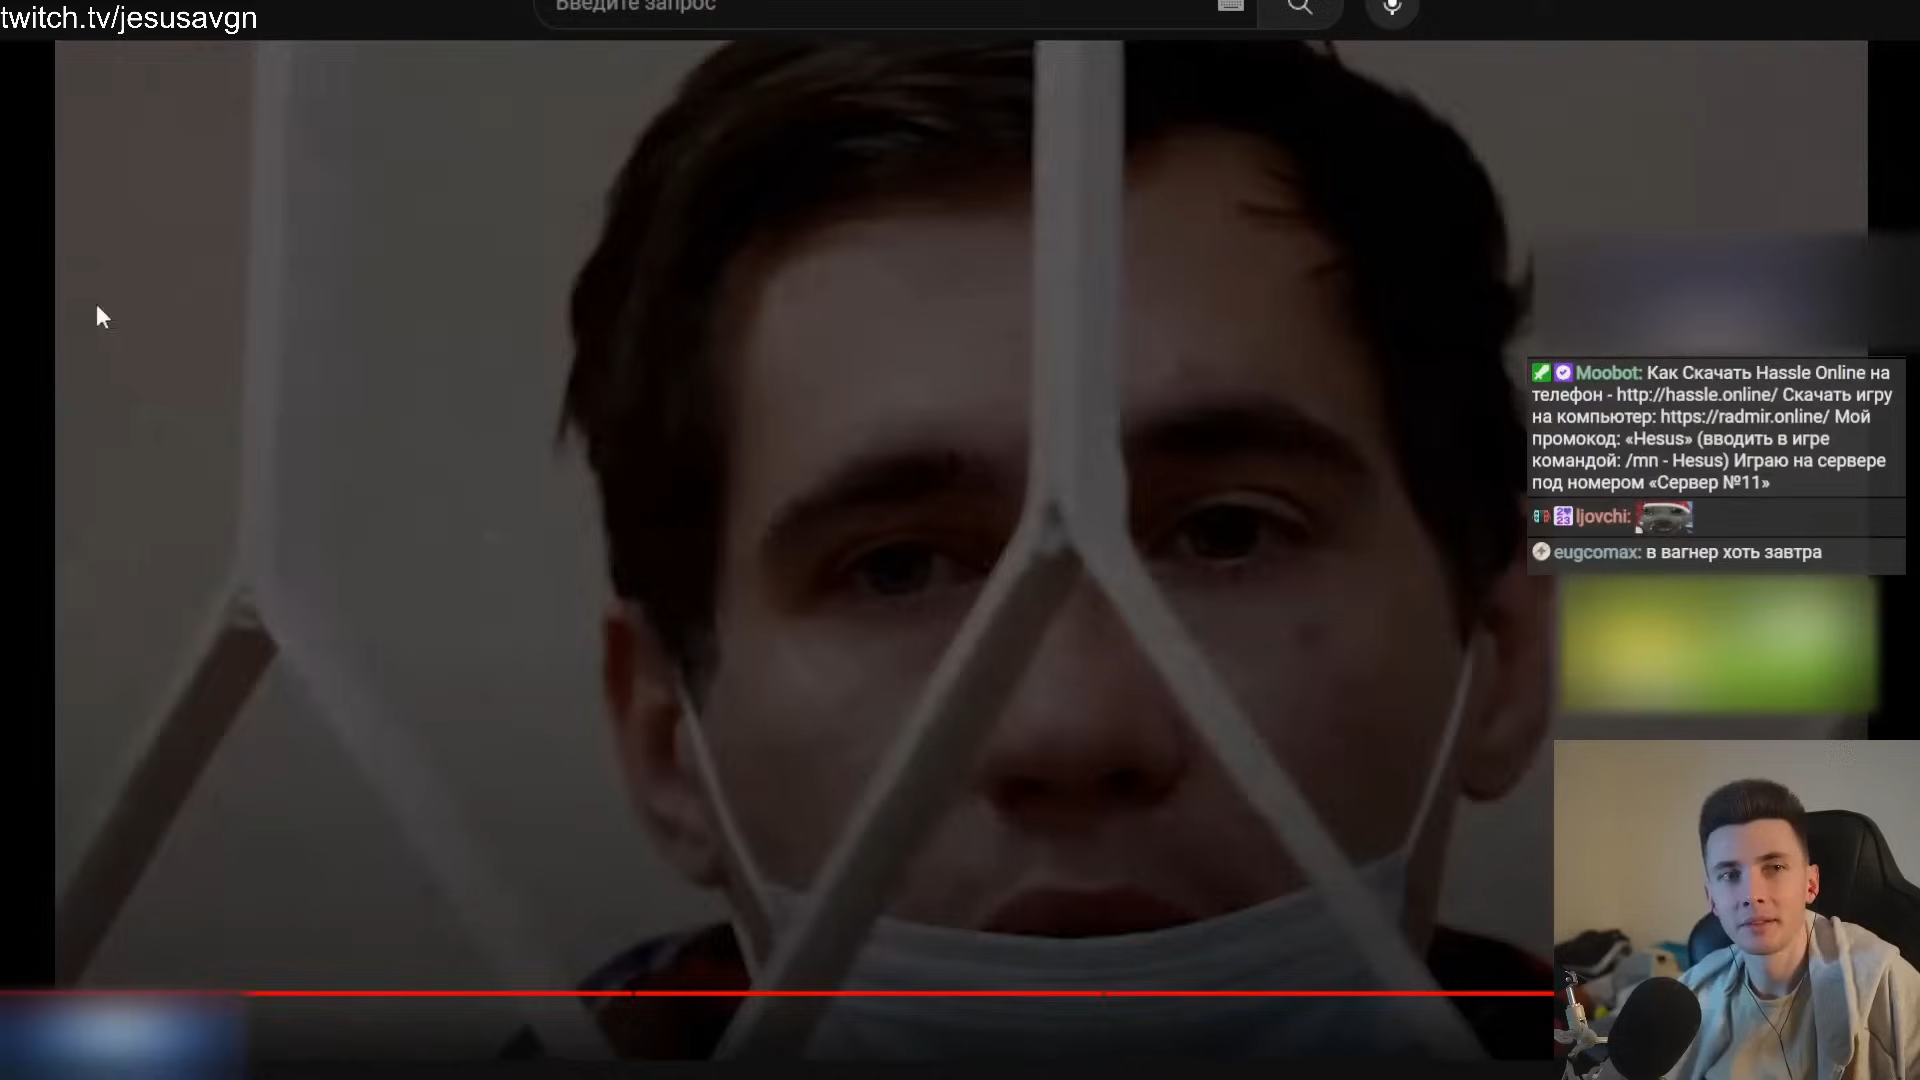 twitch.tv/jesusavgn
Введите запрос
Moobot: Как Скачать Hassle Online на
телефон - http://hassle.online/ Скачать игру
на компьютер: https://radmir.online/ Мой
промокод: «Hesus» (вводить в игре
командой: /mn - Hesus) Играю на сервере
под номером «Сервер №11»
ljovchi:
eugcomax: в вагнер хоть завтра